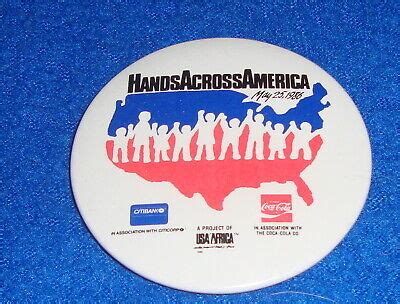 HANDSACROSSAMERICA
May 25, 1986
CITIBANK
IN ASSOCIATION WITH CITICORP
A PROJECT OF
USA AFRICA
Coca-Cola
IN ASSOCIATION WITH
THE COCA-COLA CO.